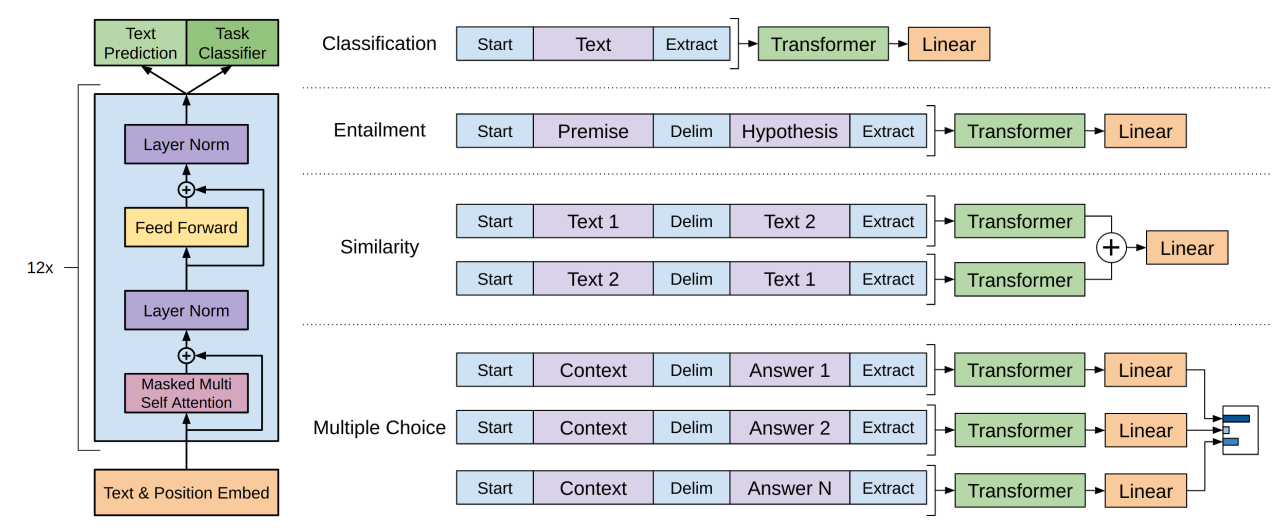 Text
Prediction
Task
Classifier
12x
Layer Norm
Feed Forward
Layer Norm
Masked Multi
Self Attention
Text & Position Embed
Classification
Start Text Extract Transformer Linear
Entailment
Start Premise Delim Hypothesis Extract Transformer Linear
Similarity
Start Text 1 Delim Text 2 Extract Transformer
Start Text 2 Delim Text 1 Extract Transformer
Linear
Multiple Choice
Start Context Delim Answer 1 Extract Transformer Linear
Start Context Delim Answer 2 Extract Transformer Linear
Start Context Delim Answer N Extract Transformer Linear